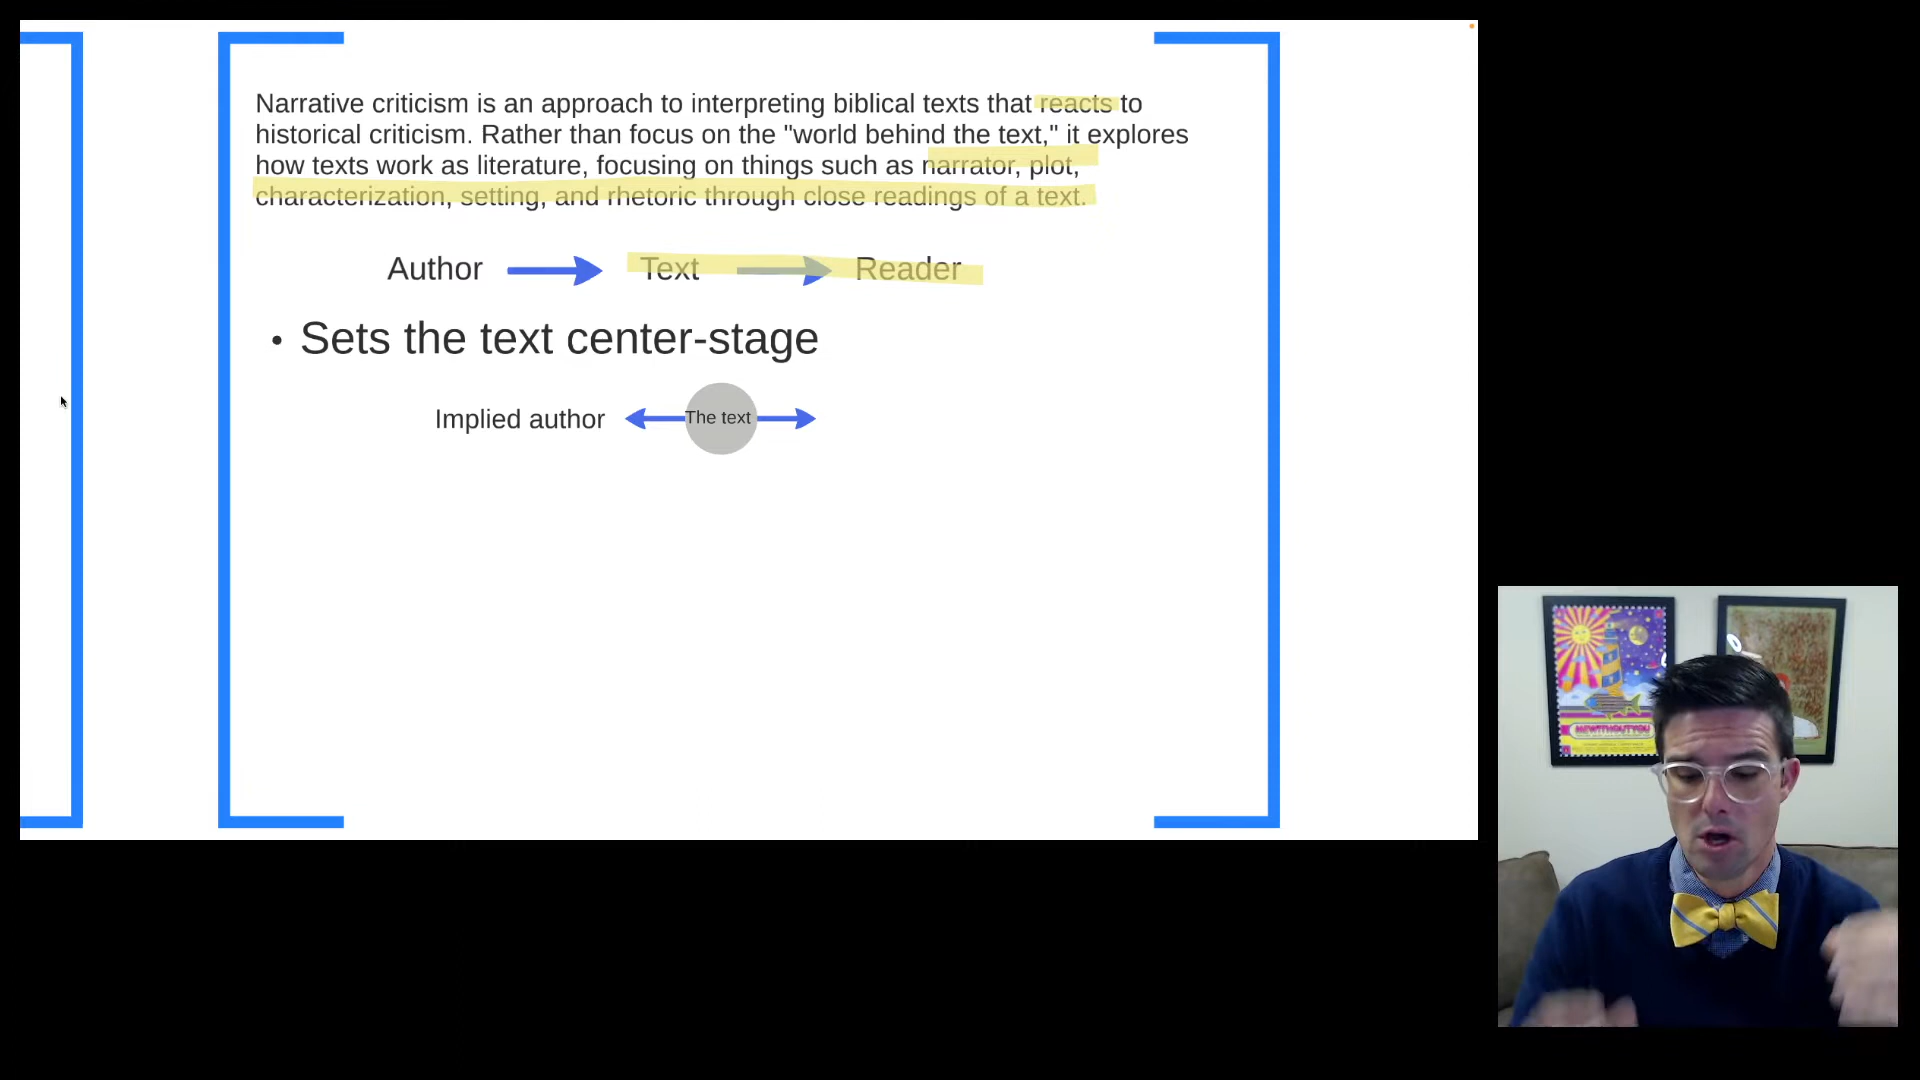 Narrative criticism is an approach to interpreting biblical texts that reacts to
historical criticism. Rather than focus on the "world behind the text," it explores
how texts work as literature, focusing on things such as narrator, plot,
characterization, setting, and rhetoric through close readings of a text.
Author Text Reader
• Sets the text center-stage
Implied author The text
MEWITHOUTYOU